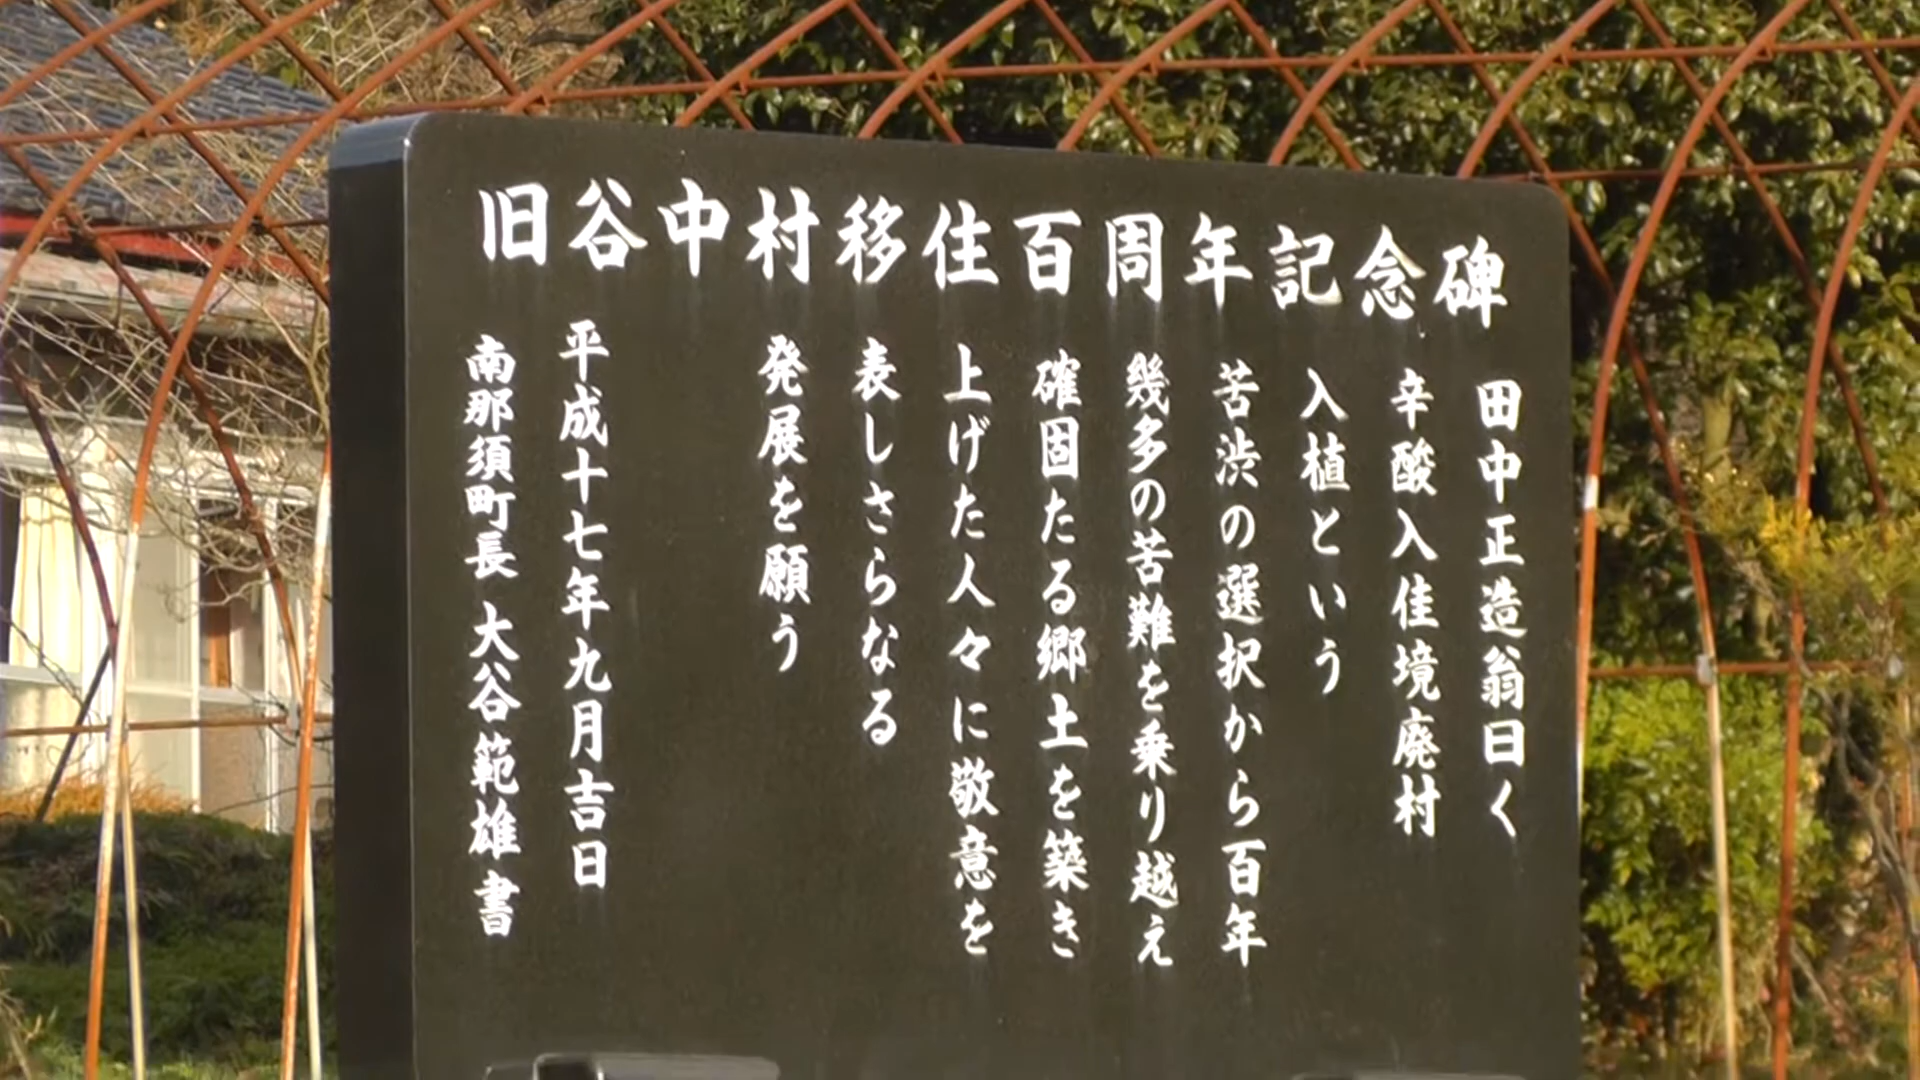 旧谷中村移住百周年記念碑
田中正造翁曰く
辛酸入佳境廃村
入植という
苦渋の選択から百年
幾多の苦難を乗り越え
確固たる郷土を築き
上げた人々に敬意を
表しさらなる
発展を願う
平成十七年九月吉日
南那須町長 大谷範雄 書